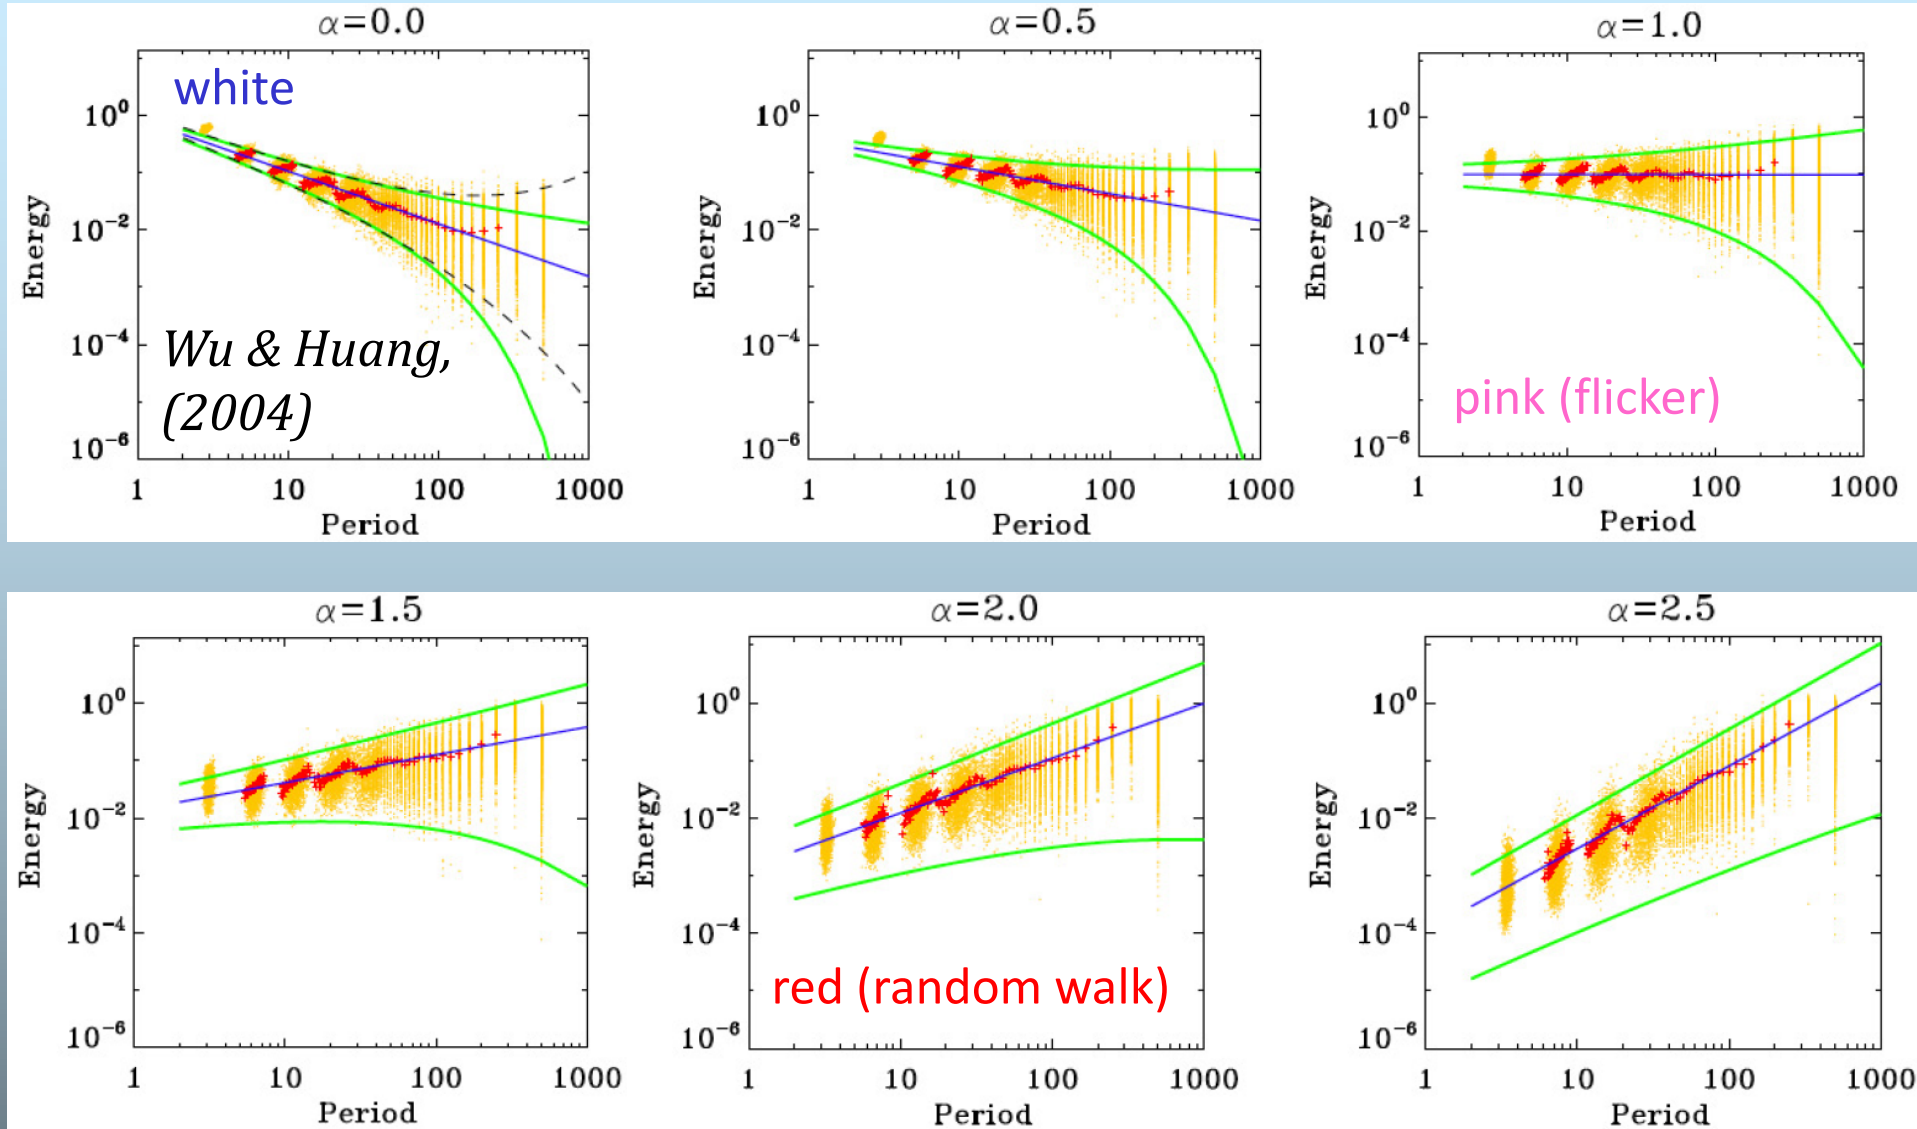 α=0.0
white
10⁰
10⁻²
10⁻⁴
10⁻⁶
Energy
Wu & Huang,
(2004)
1 10 100 1000
Period
α=0.5
10⁰
10⁻²
10⁻⁴
10⁻⁶
Energy
1 10 100 1000
Period
α=1.0
10⁰
10⁻²
10⁻⁴
10⁻⁶
Energy
pink (flicker)
1 10 100 1000
Period
α=1.5
10⁰
10⁻²
10⁻⁴
10⁻⁶
Energy
1 10 100 1000
Period
α=2.0
10⁰
10⁻²
10⁻⁴
10⁻⁶
Energy
red (random walk)
1 10 100 1000
Period
α=2.5
10⁰
10⁻²
10⁻⁴
10⁻⁶
Energy
1 10 100 1000
Period